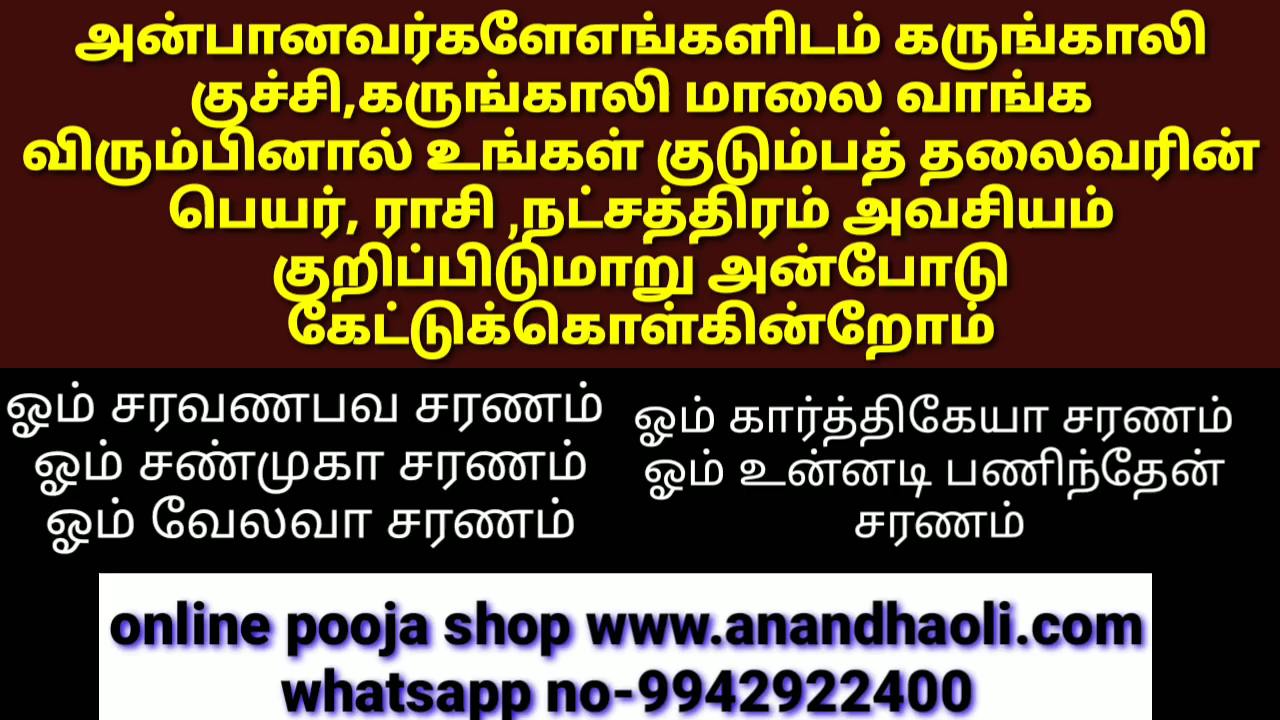 அன்பானவர்களேஎங்களிடம் கருங்காலி
குச்சி,கருங்காலி மாலை வாங்க
விரும்பினால் உங்கள் குடும்பத் தலைவரின்
பெயர், ராசி ,நட்சத்திரம் அவசியம்
குறிப்பிடுமாறு அன்போடு
கேட்டுக்கொள்கின்றோம்
ஓம் சரவணபவ சரணம்
ஓம் சண்முகா சரணம்
ஓம் வேலவா சரணம்
ஓம் கார்த்திகேயா சரணம்
ஓம் உன்னடி பணிந்தேன்
சரணம்
online pooja shop www.anandhaoli.com
whatsapp no-9942922400